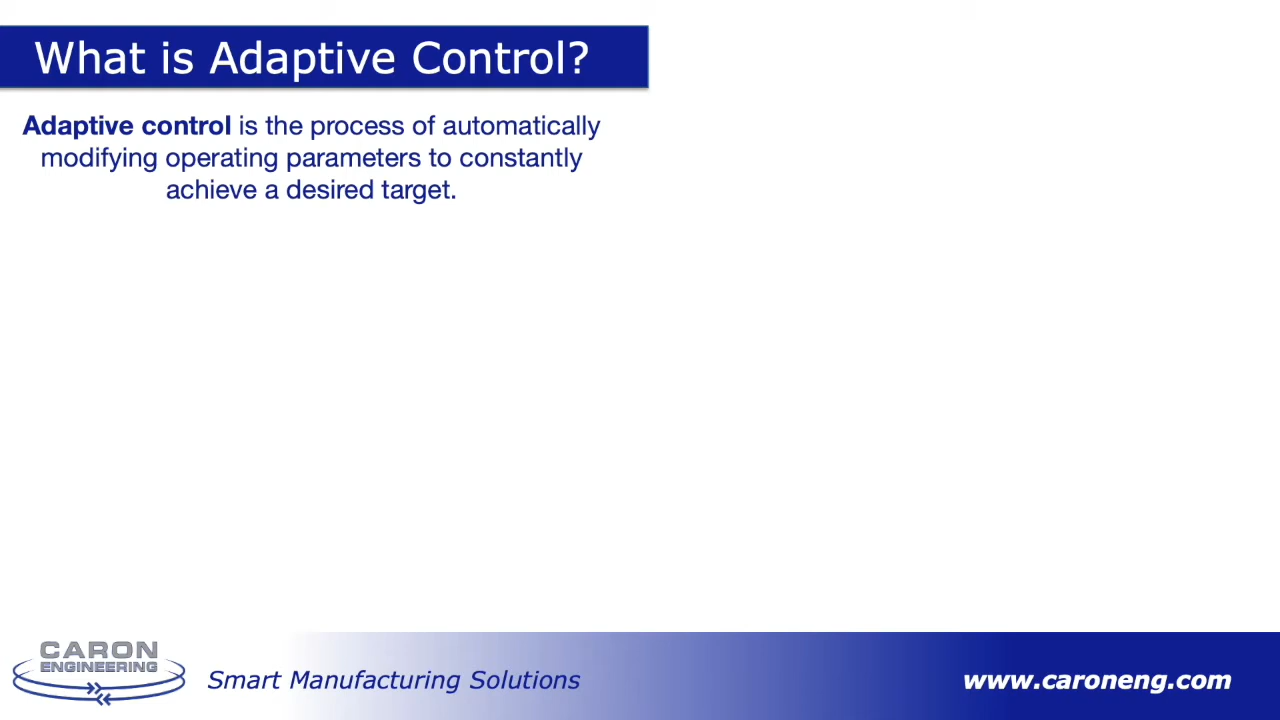 What is Adaptive Control?
Adaptive control is the process of automatically
modifying operating parameters to constantly
achieve a desired target.
CARON
ENGINEERING
Smart Manufacturing Solutions
www.caroneng.com